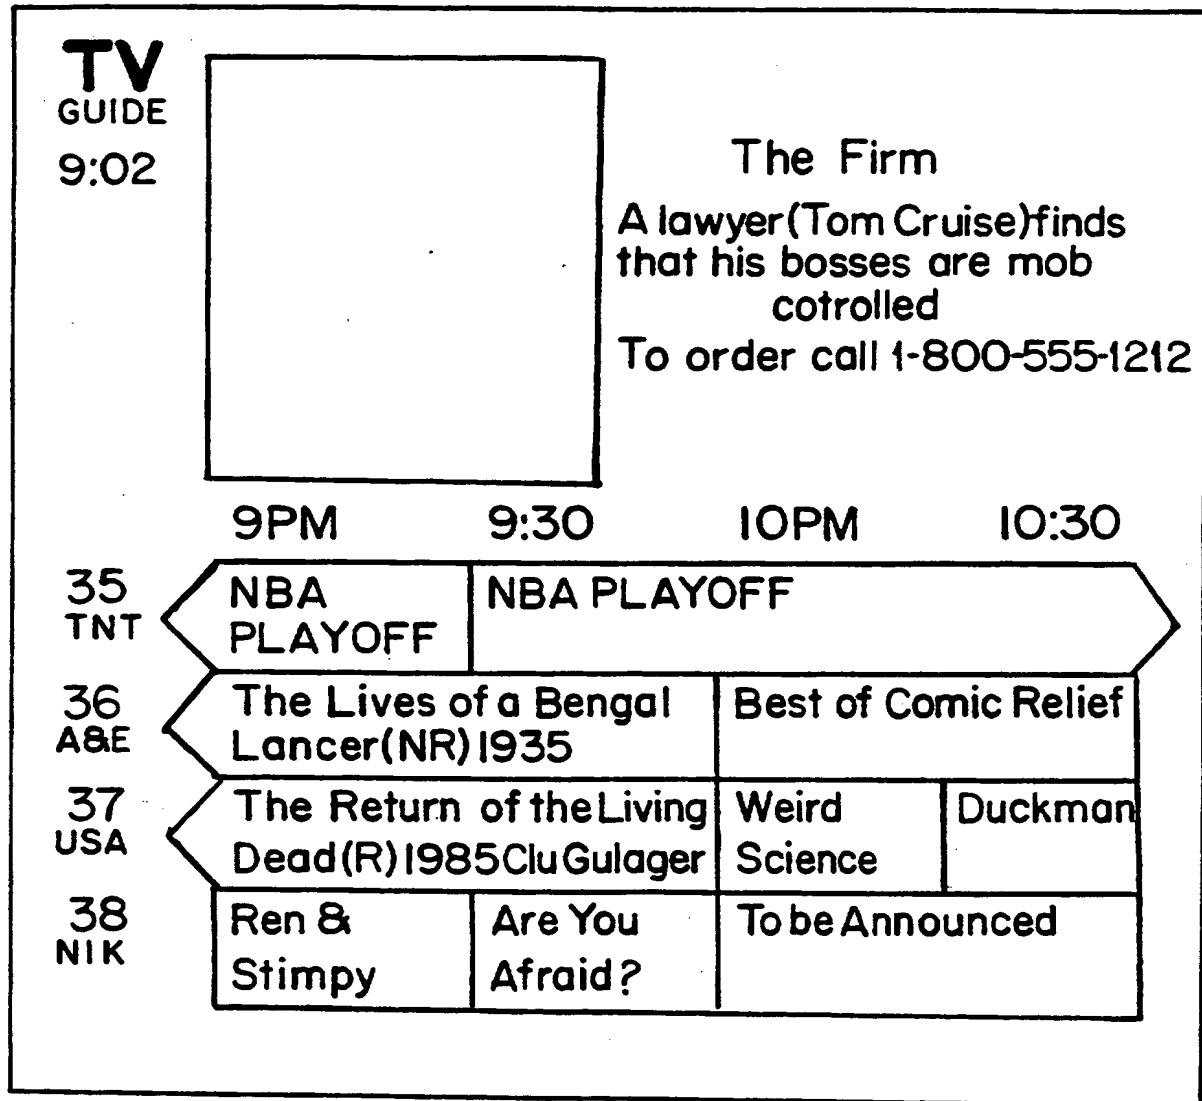 TV
GUIDE
9:02
The Firm
A lawyer(Tom Cruise)finds
that his bosses are mob
cotrolled
To order call 1-800-555-1212
9PM 9:30 10PM 10:30
35
TNT
NBA
PLAYOFF
NBA PLAYOFF
36
A&E
The Lives of a Bengal
Lancer(NR) 1935
Best of Comic Relief
37
USA
The Return of the Living
Dead(R) 1985 Clu Gulager
Weird
Science
Duckman
38
NIK
Ren &
Stimpy
Are You
Afraid?
To be Announced